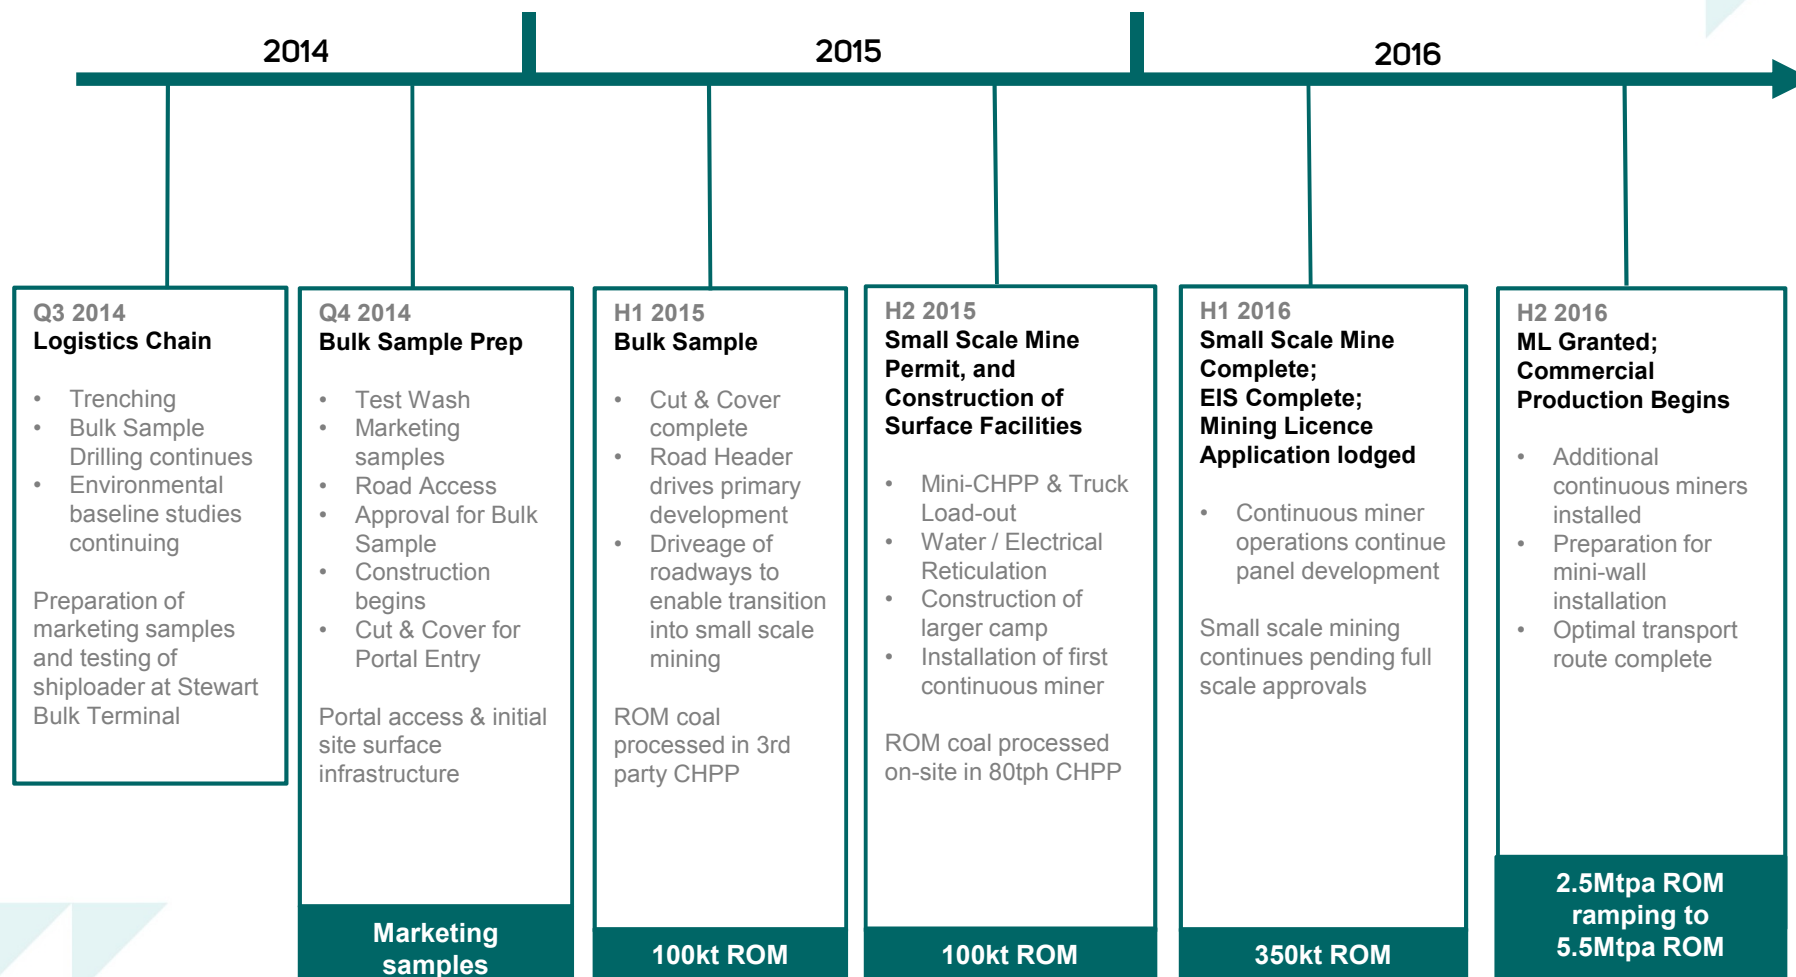 2014
2015
2016
Q3 2014
Logistics Chain
• Trenching
• Bulk Sample
Drilling continues
• Environmental
baseline studies
continuing
Preparation of
marketing samples
and testing of
shiploader at Stewart
Bulk Terminal
Q4 2014
Bulk Sample Prep
• Test Wash
• Marketing
samples
• Road Access
• Approval for Bulk
Sample
• Construction
begins
• Cut & Cover for
Portal Entry
Portal access & initial
site surface
infrastructure
Marketing
samples
H1 2015
Bulk Sample
• Cut & Cover
complete
• Road Header
drives primary
development
• Driveage of
roadways to
enable transition
into small scale
mining
ROM coal
processed in 3rd
party CHPP
100kt ROM
H2 2015
Small Scale Mine
Permit, and
Construction of
Surface Facilities
• Mini-CHPP & Truck
Load-out
• Water / Electrical
Reticulation
• Construction of
larger camp
• Installation of first
continuous miner
ROM coal processed
on-site in 80tph CHPP
100kt ROM
H1 2016
Small Scale Mine
Complete;
EIS Complete;
Mining Licence
Application lodged
• Continuous miner
operations continue
panel development
Small scale mining
continues pending full
scale approvals
350kt ROM
H2 2016
ML Granted;
Commercial
Production Begins
• Additional
continuous miners
installed
• Preparation for
mini-wall
installation
• Optimal transport
route complete
2.5Mtpa ROM
ramping to
5.5Mtpa ROM